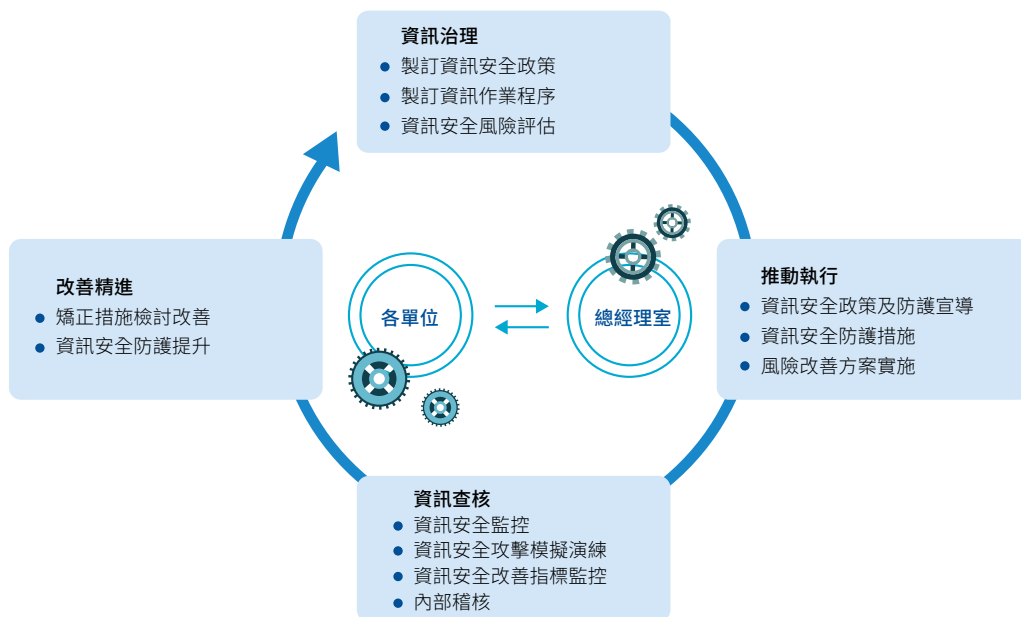 資訊治理
● 製訂資訊安全政策
● 製訂資訊作業程序
● 資訊安全風險評估
改善精進
● 矯正措施檢討改善
● 資訊安全防護提升
各單位
總經理室
推動執行
● 資訊安全政策及防護宣導
● 資訊安全防護措施
● 風險改善方案實施
資訊查核
● 資訊安全監控
● 資訊安全攻擊模擬演練
● 資訊安全改善指標監控
● 內部稽核